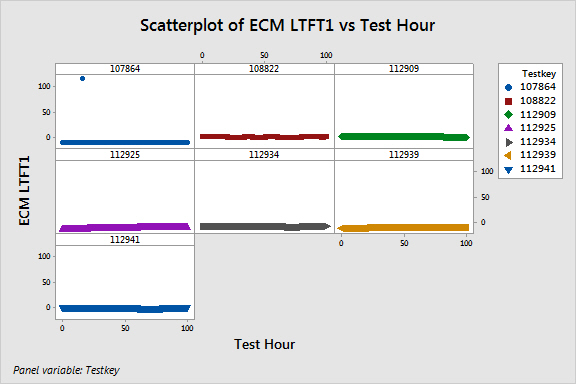 Scatterplot of ECM LTFT1 vs Test Hour
0 50 100
107864 108822 112909
100
50
0
112925 112934 112939
100
50
0
0 50 100
112941
100
50
0
0 50 100
ECM LTFT1
Test Hour
Testkey
107864
108822
112909
112925
112934
112939
112941
Panel variable: Testkey